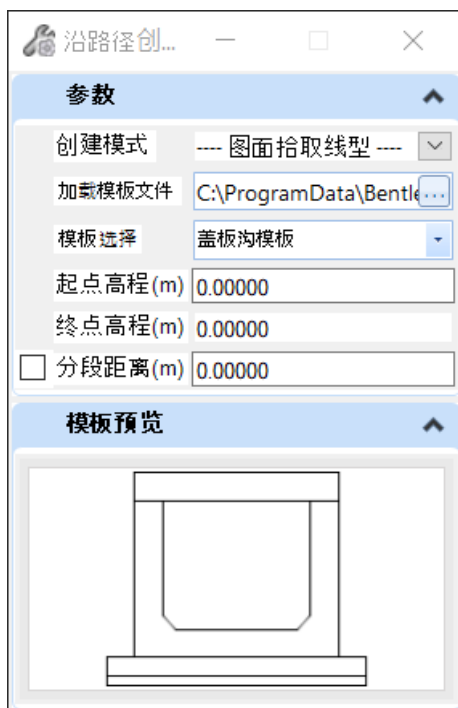 沿路径创...
参数
创建模式 ---- 图面拾取线型 ----
加载模板文件 C:\ProgramData\Bentle ...
模板选择 盖板沟模板
起点高程(m) 0.00000
终点高程(m) 0.00000
分段距离(m) 0.00000
模板预览